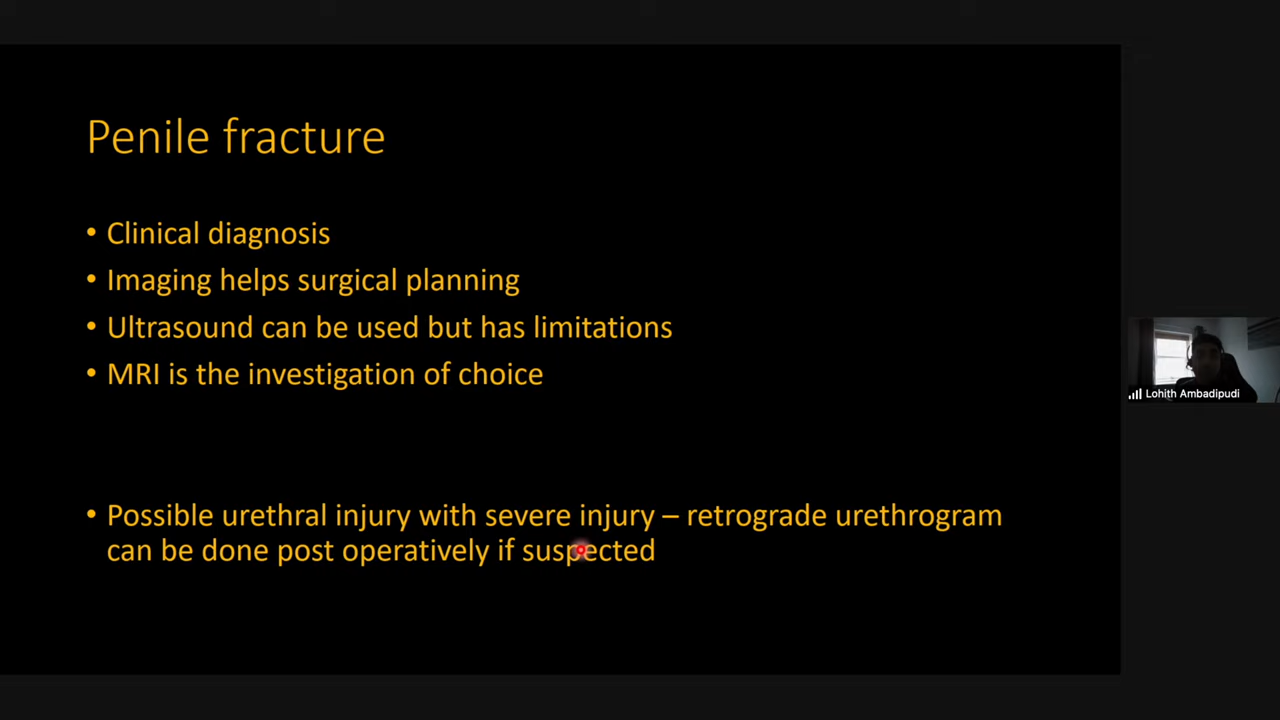 Penile fracture
• Clinical diagnosis
• Imaging helps surgical planning
• Ultrasound can be used but has limitations
• MRI is the investigation of choice
• Possible urethral injury with severe injury – retrograde urethrogram
can be done post operatively if suspected
Lohith Ambadipudi